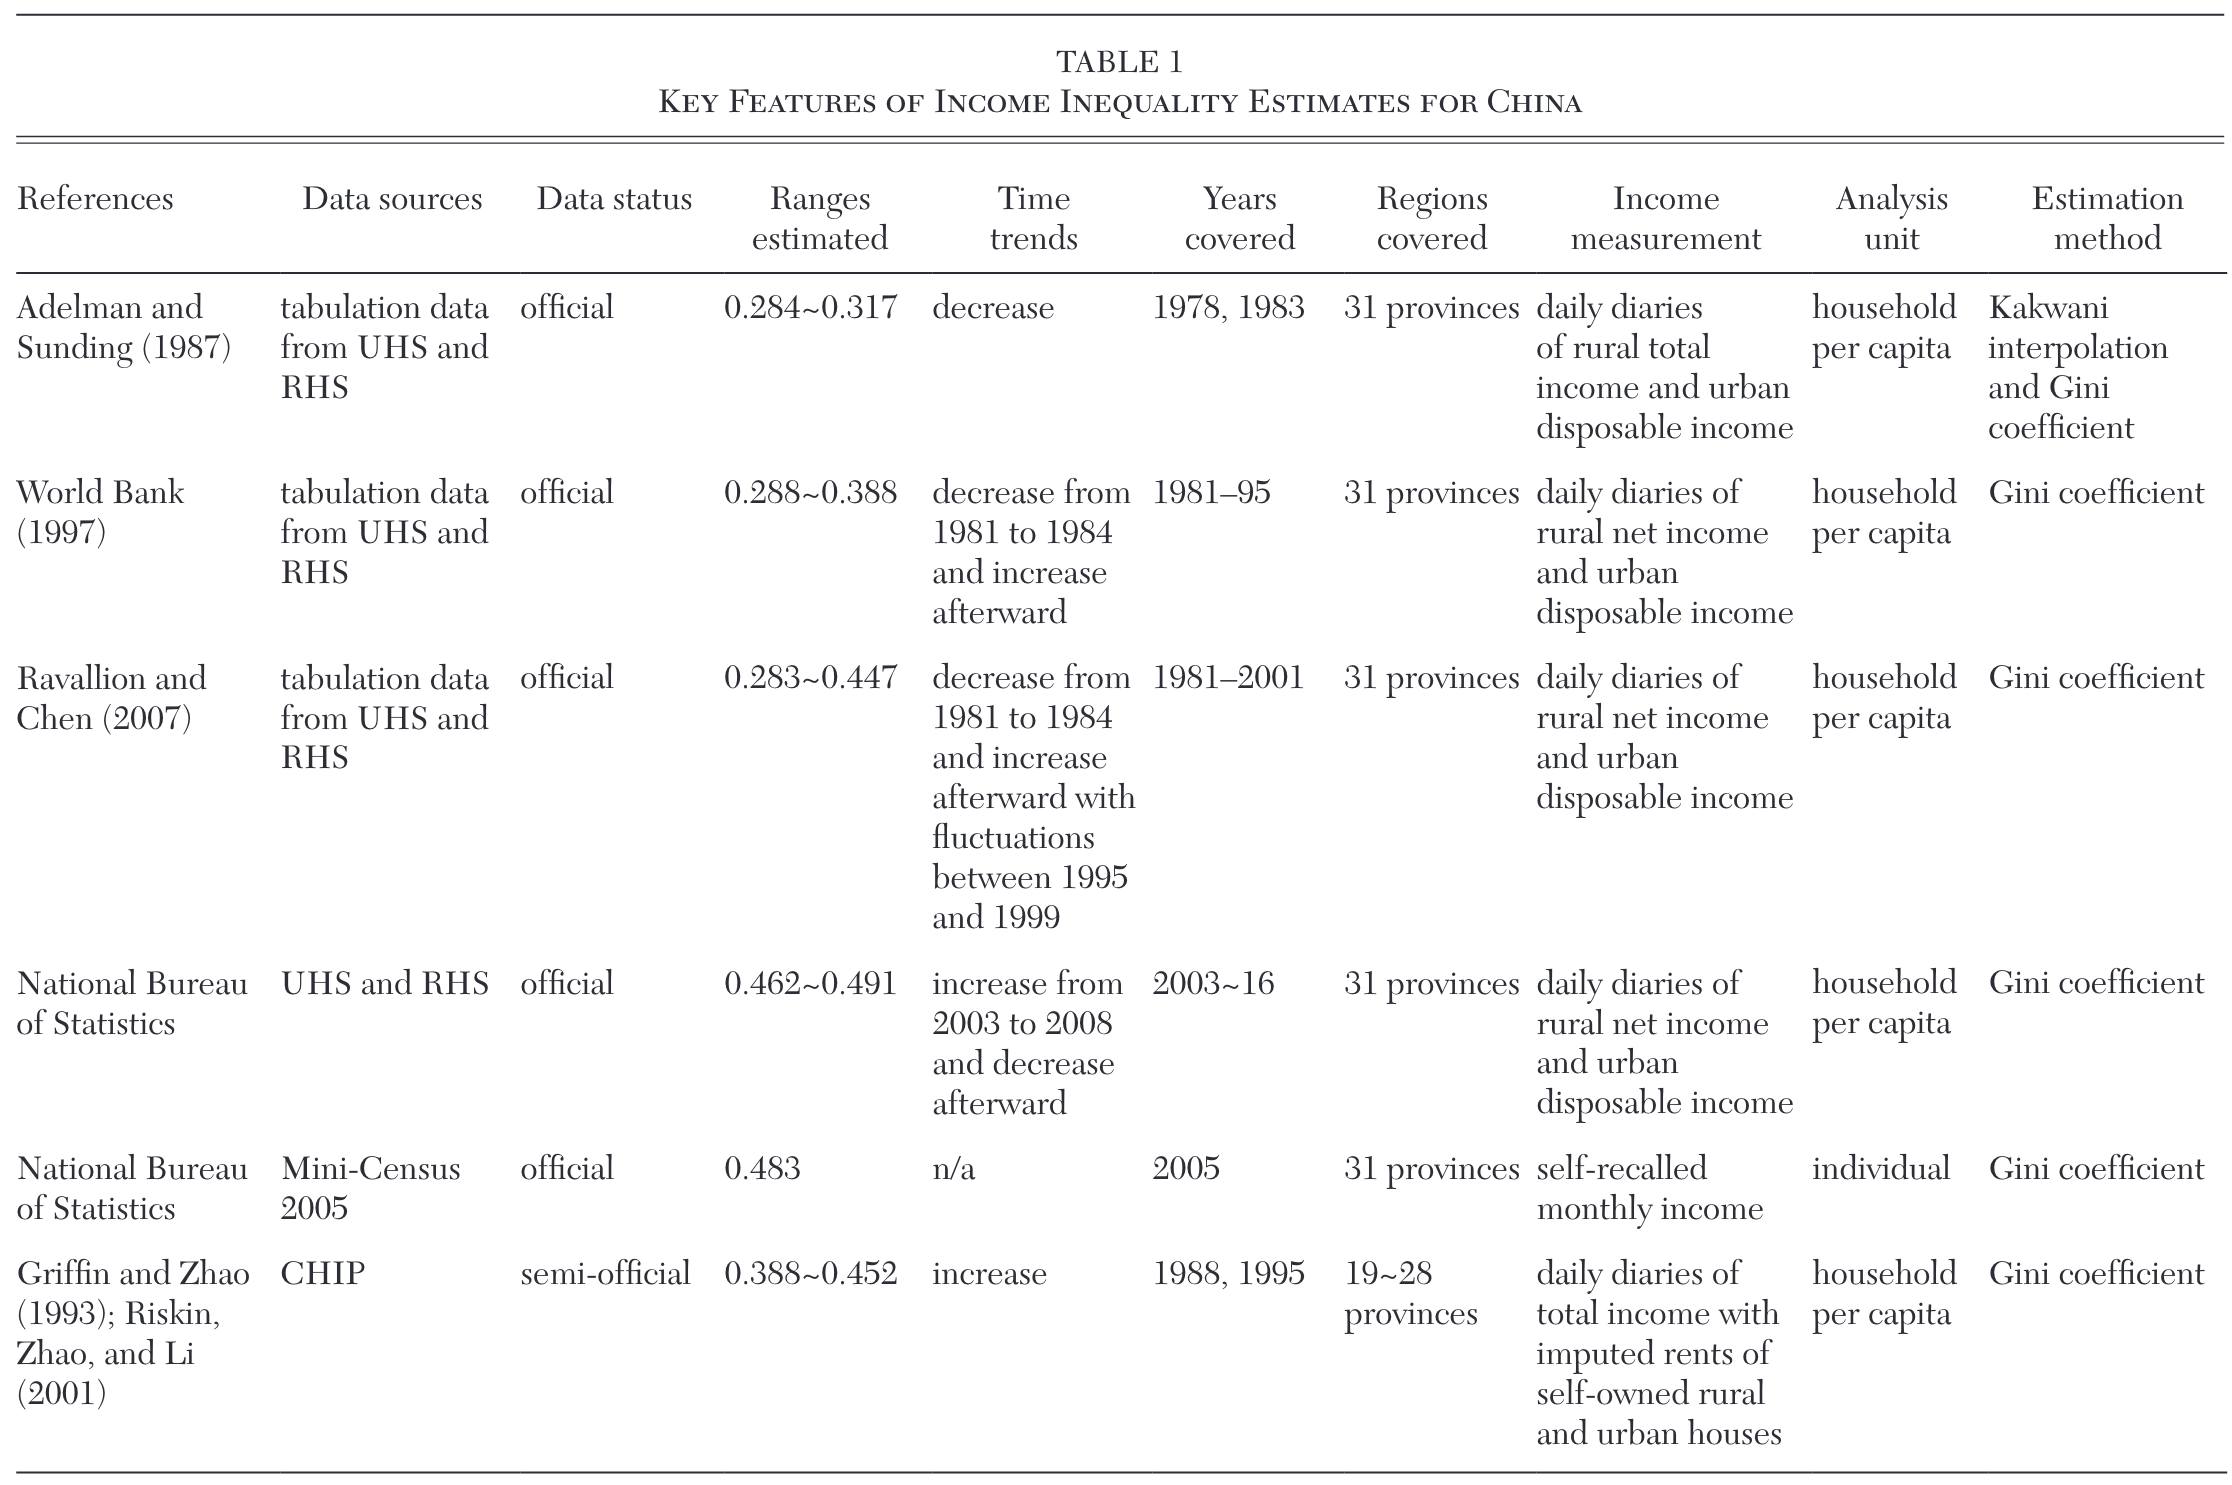 TABLE 1
Key Features of Income Inequality Estimates for China
References Data sources Data status Ranges estimated Time trends Years covered Regions covered Income measurement Analysis unit Estimation method
Adelman and Sunding (1987) tabulation data from UHS and RHS official 0.284~0.317 decrease 1978, 1983 31 provinces daily diaries of rural total income and urban disposable income household per capita Kakwani interpolation and Gini coefficient
World Bank (1997) tabulation data from UHS and RHS official 0.288~0.388 decrease from 1981 to 1984 and increase afterward 1981–95 31 provinces daily diaries of rural net income and urban disposable income household per capita Gini coefficient
Ravallion and Chen (2007) tabulation data from UHS and RHS official 0.283~0.447 decrease from 1981 to 1984 and increase afterward with fluctuations between 1995 and 1999 1981–2001 31 provinces daily diaries of rural net income and urban disposable income household per capita Gini coefficient
National Bureau of Statistics UHS and RHS official 0.462~0.491 increase from 2003 to 2008 and decrease afterward 2003~16 31 provinces daily diaries of rural net income and urban disposable income household per capita Gini coefficient
National Bureau of Statistics Mini-Census 2005 official 0.483 n/a 2005 31 provinces self-recalled monthly income individual Gini coefficient
Griffin and Zhao (1993); Riskin, Zhao, and Li (2001) CHIP semi-official 0.388~0.452 increase 1988, 1995 19~28 provinces daily diaries of total income with imputed rents of self-owned rural and urban houses household per capita Gini coefficient